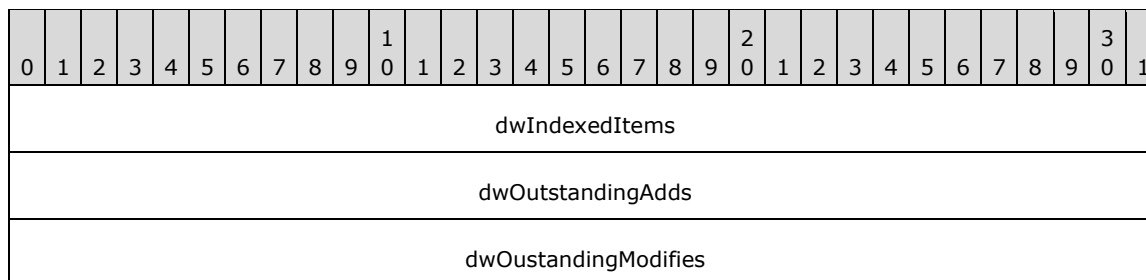 1 2 3
0 1 2 3 4 5 6 7 8 9 0 1 2 3 4 5 6 7 8 9 0 1 2 3 4 5 6 7 8 9 0 1
dwIndexedItems
dwOutstandingAdds
dwOustandingModifies